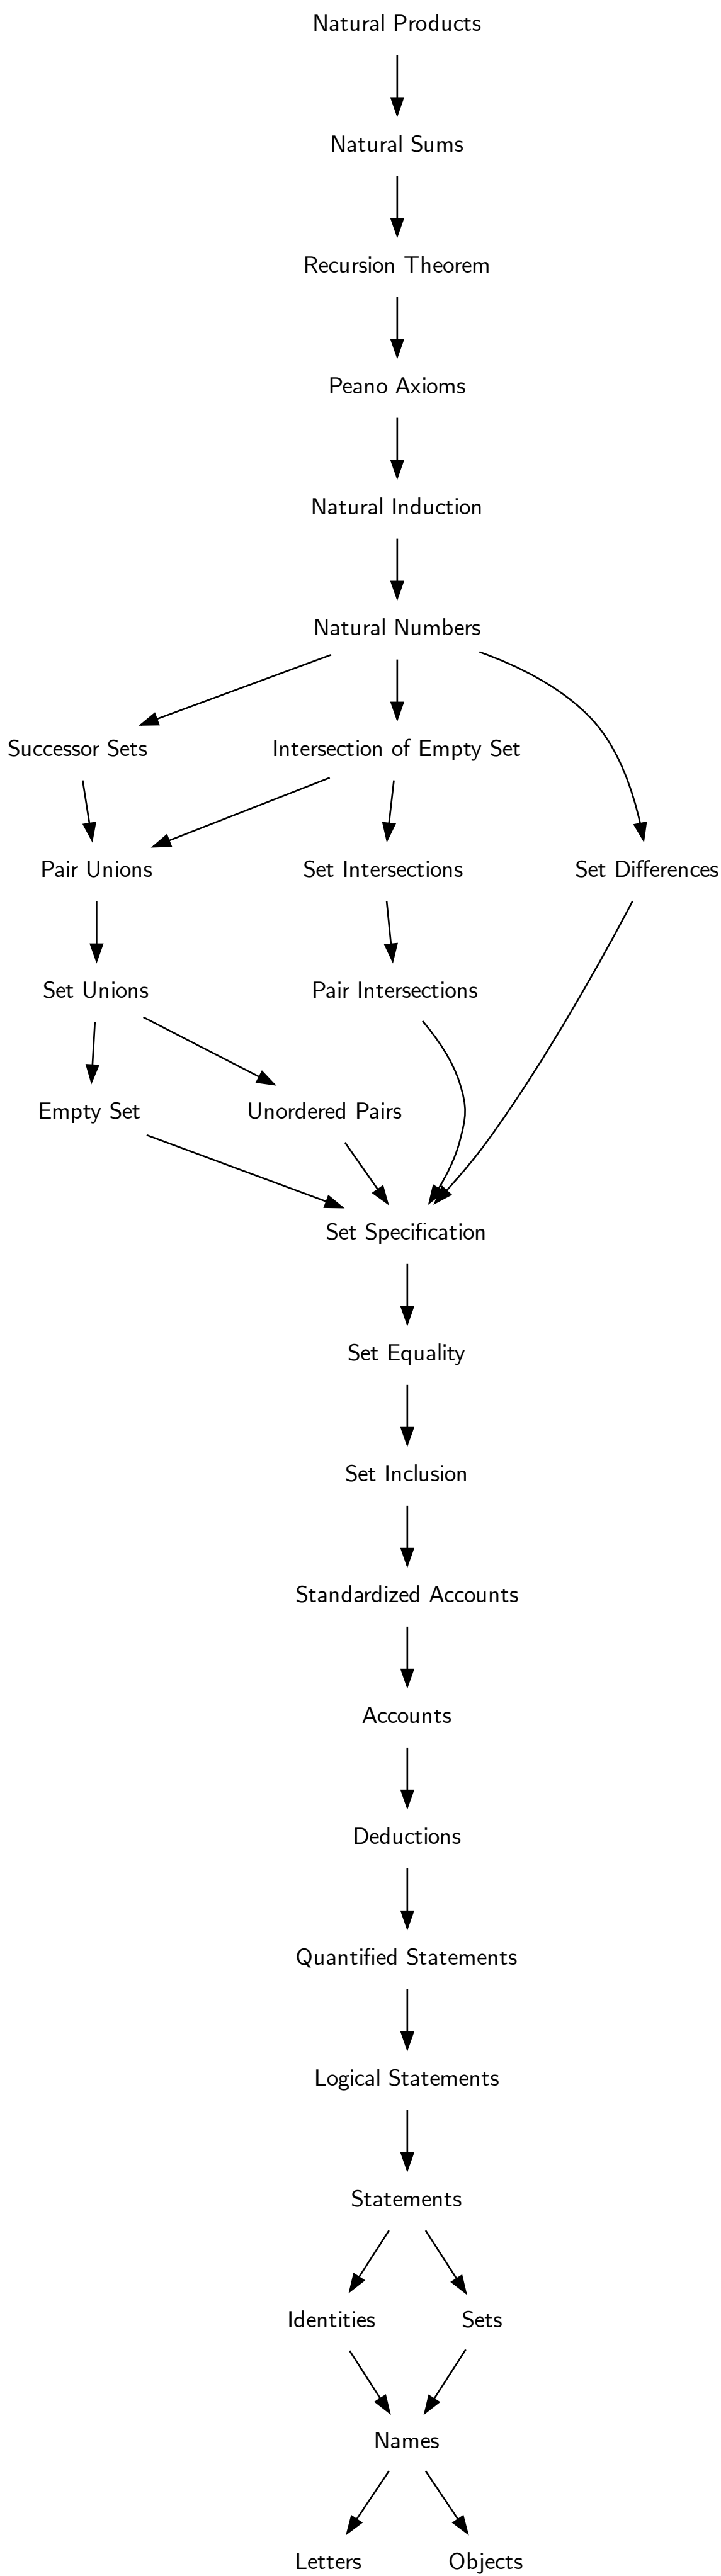 Natural Products
Natural Sums
Recursion Theorem
Peano Axioms
Natural Induction
Natural Numbers
Successor Sets
Intersection of Empty Set
Pair Unions
Set Intersections
Set Differences
Set Unions
Pair Intersections
Empty Set
Unordered Pairs
Set Specification
Set Equality
Set Inclusion
Standardized Accounts
Accounts
Deductions
Quantified Statements
Logical Statements
Statements
Identities
Sets
Names
Letters
Objects